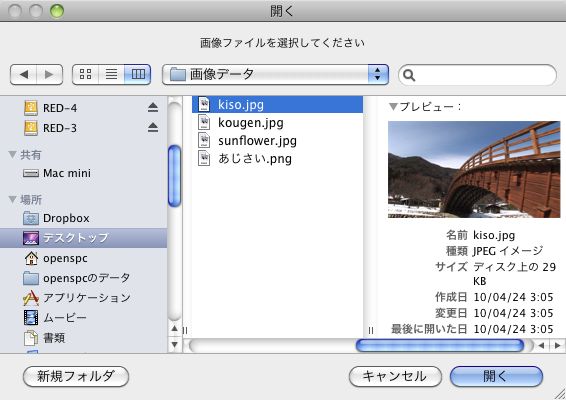 開く
画像ファイルを選択してください
画像データ
RED-4
RED-3
共有
Mac mini
場所
Dropbox
デスクトップ
openspc
openspcのデータ
アプリケーション
ムービー
書類
kiso.jpg
kougen.jpg
sunflower.jpg
あじさい.png
プレビュー：
名前 kiso.jpg
種類 JPEG イメージ
サイズ ディスク上の 29
KB
作成日 10/04/24 3:05
変更日 10/04/24 3:05
最後に開いた日 10/04/24 3:05
新規フォルダ
キャンセル
開く